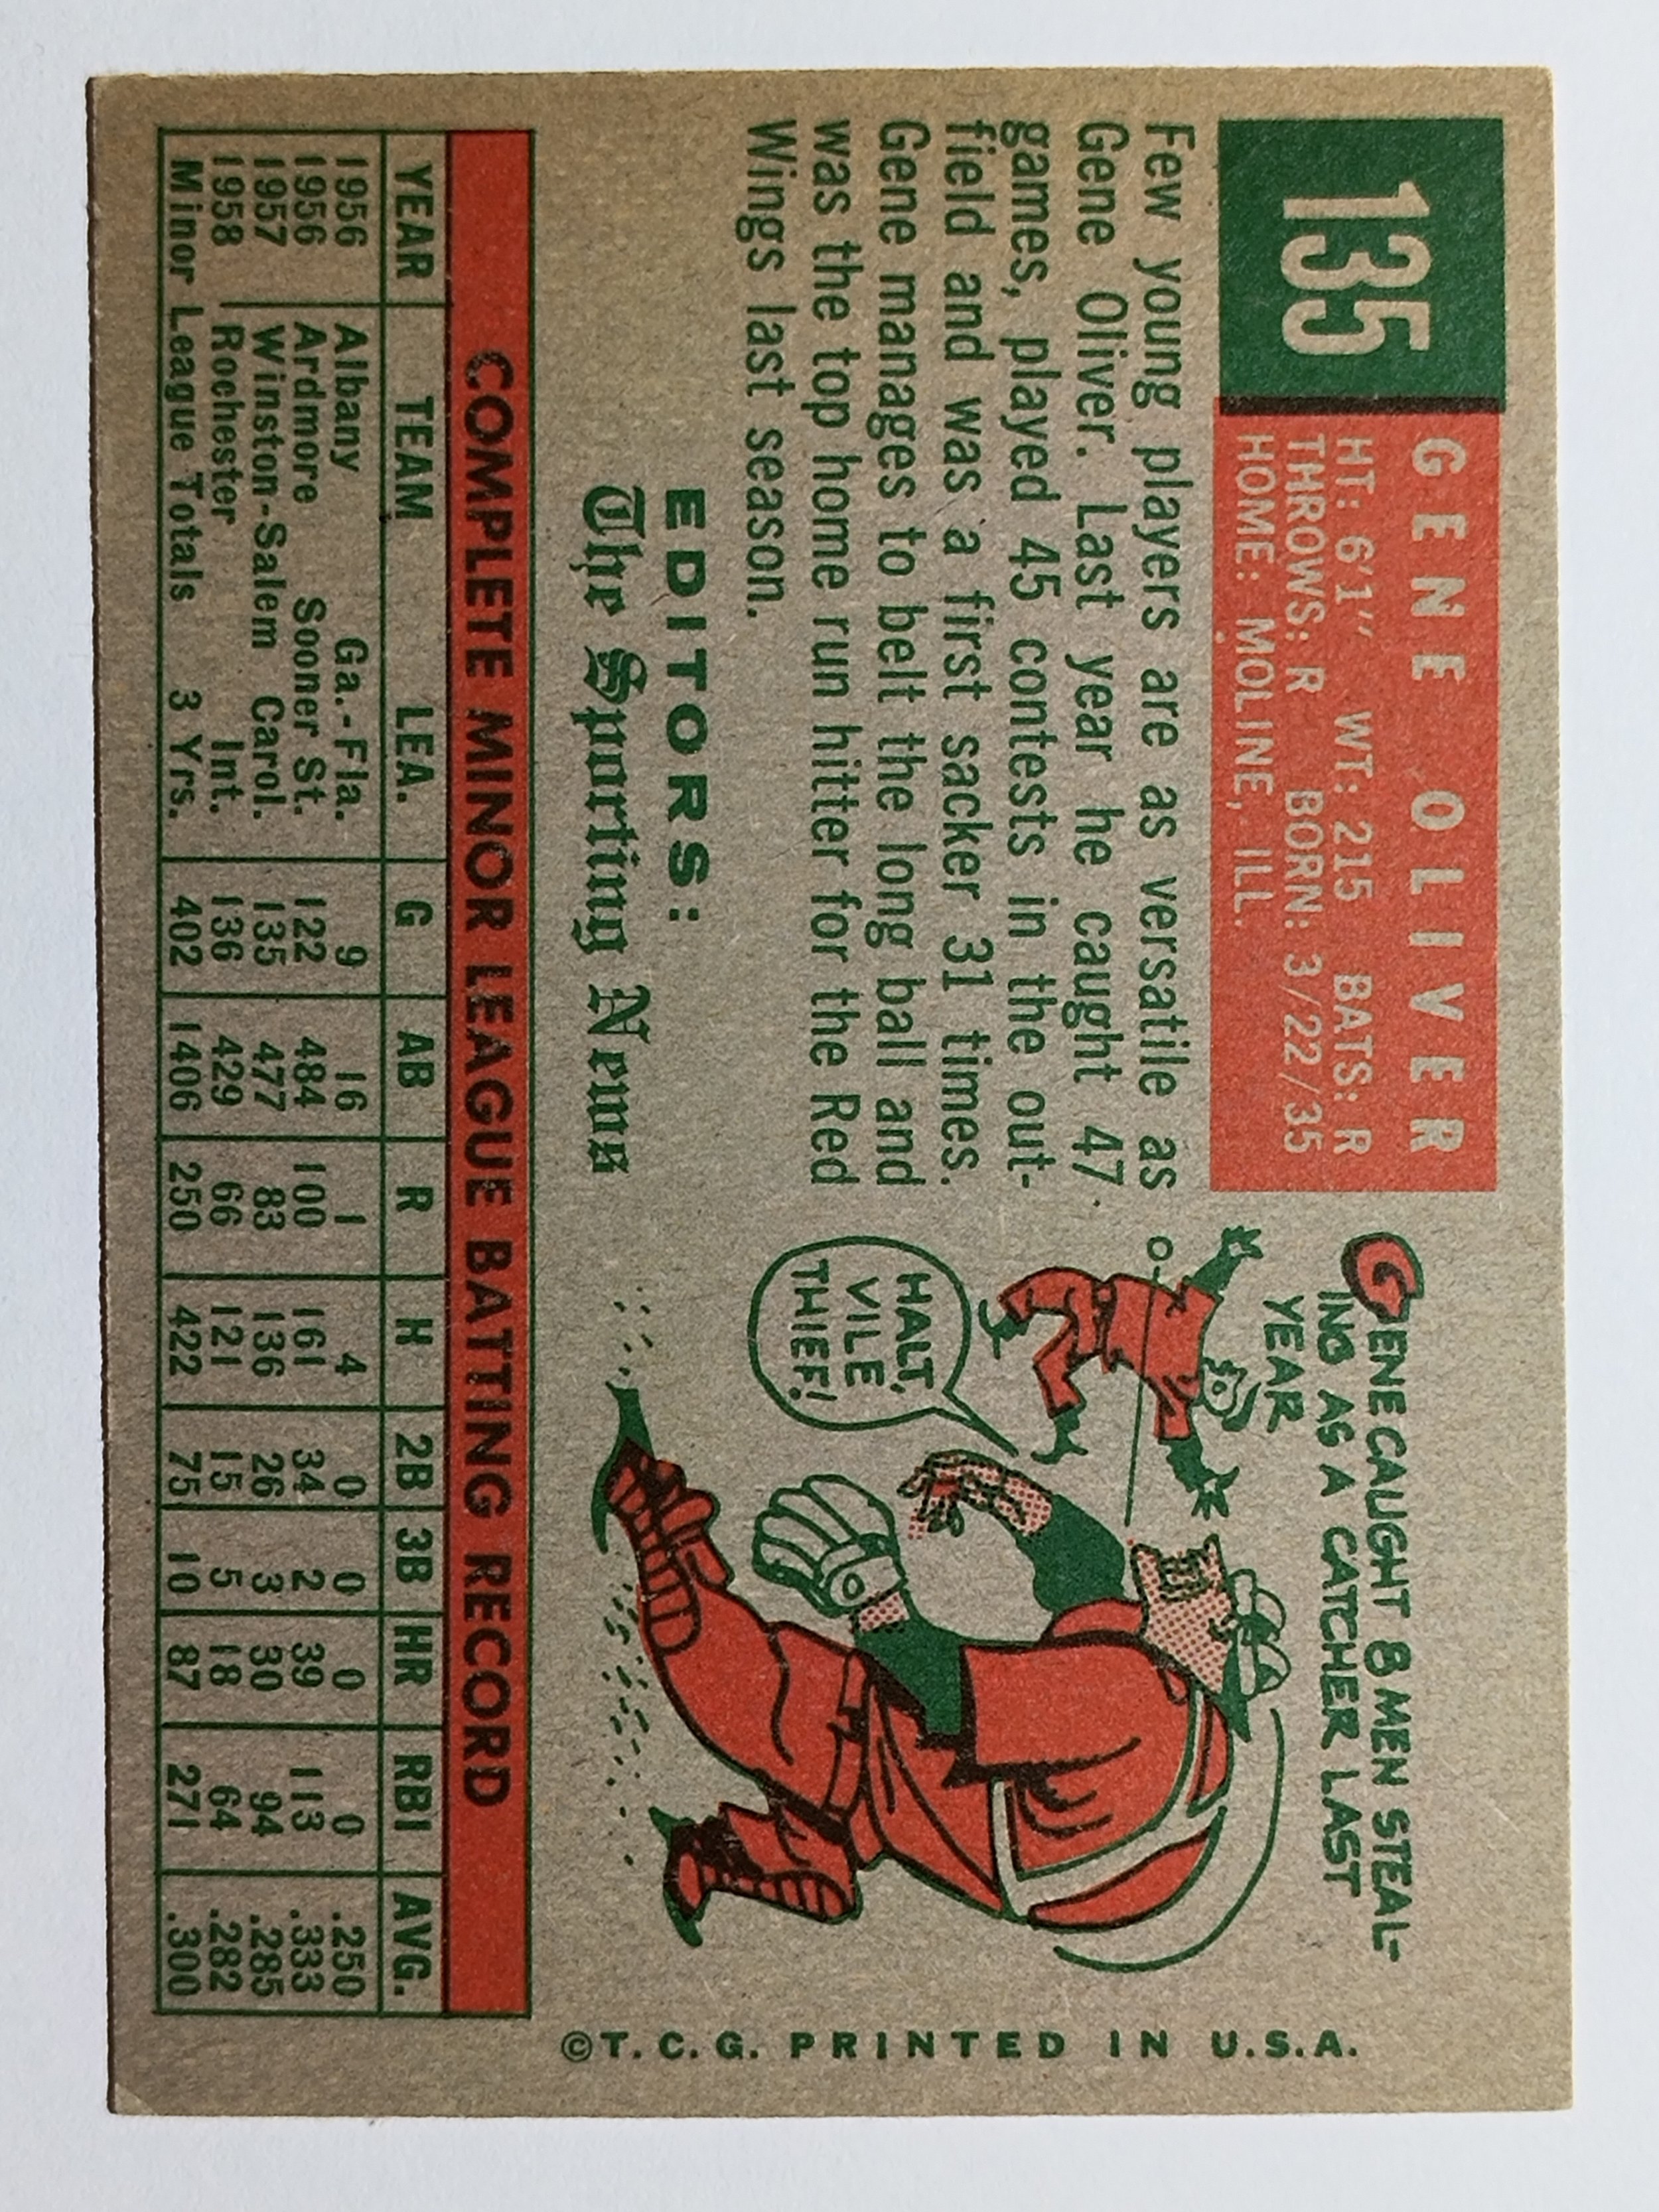 135
GENE OLIVER
HT: 6'1" WT: 215 BATS: R
THROWS: R BORN: 3/22/35
HOME: MOLINE, ILL.
Few young players are as versatile as
Gene Oliver. Last year he caught 47
games, played 45 contests in the out-
field and was a first sacker 31 times.
Gene manages to belt the long ball and
was the top home run hitter for the Red
Wings last season.
EDITORS:
The Sporting News
GENE CAUGHT 8 MEN STEAL-
ING AS A CATCHER LAST
YEAR
HALT,
VILE
THIEF!
COMPLETE MINOR LEAGUE BATTING RECORD
YEAR TEAM LEA. G AB R H 2B 3B HR RBI AVG.
1956 Albany Ga.-Fla. 9 16 1 4 0 0 0 0 .250
1956 Ardmore Sooner St. 122 484 100 161 34 2 39 113 .333
1957 Winston-Salem Carol. 135 477 83 136 26 3 30 94 .285
1958 Rochester Int. 136 429 66 121 15 5 18 64 .282
Minor League Totals 3 Yrs. 402 1406 250 422 75 10 87 271 .300
©T.C.G. PRINTED IN U.S.A.